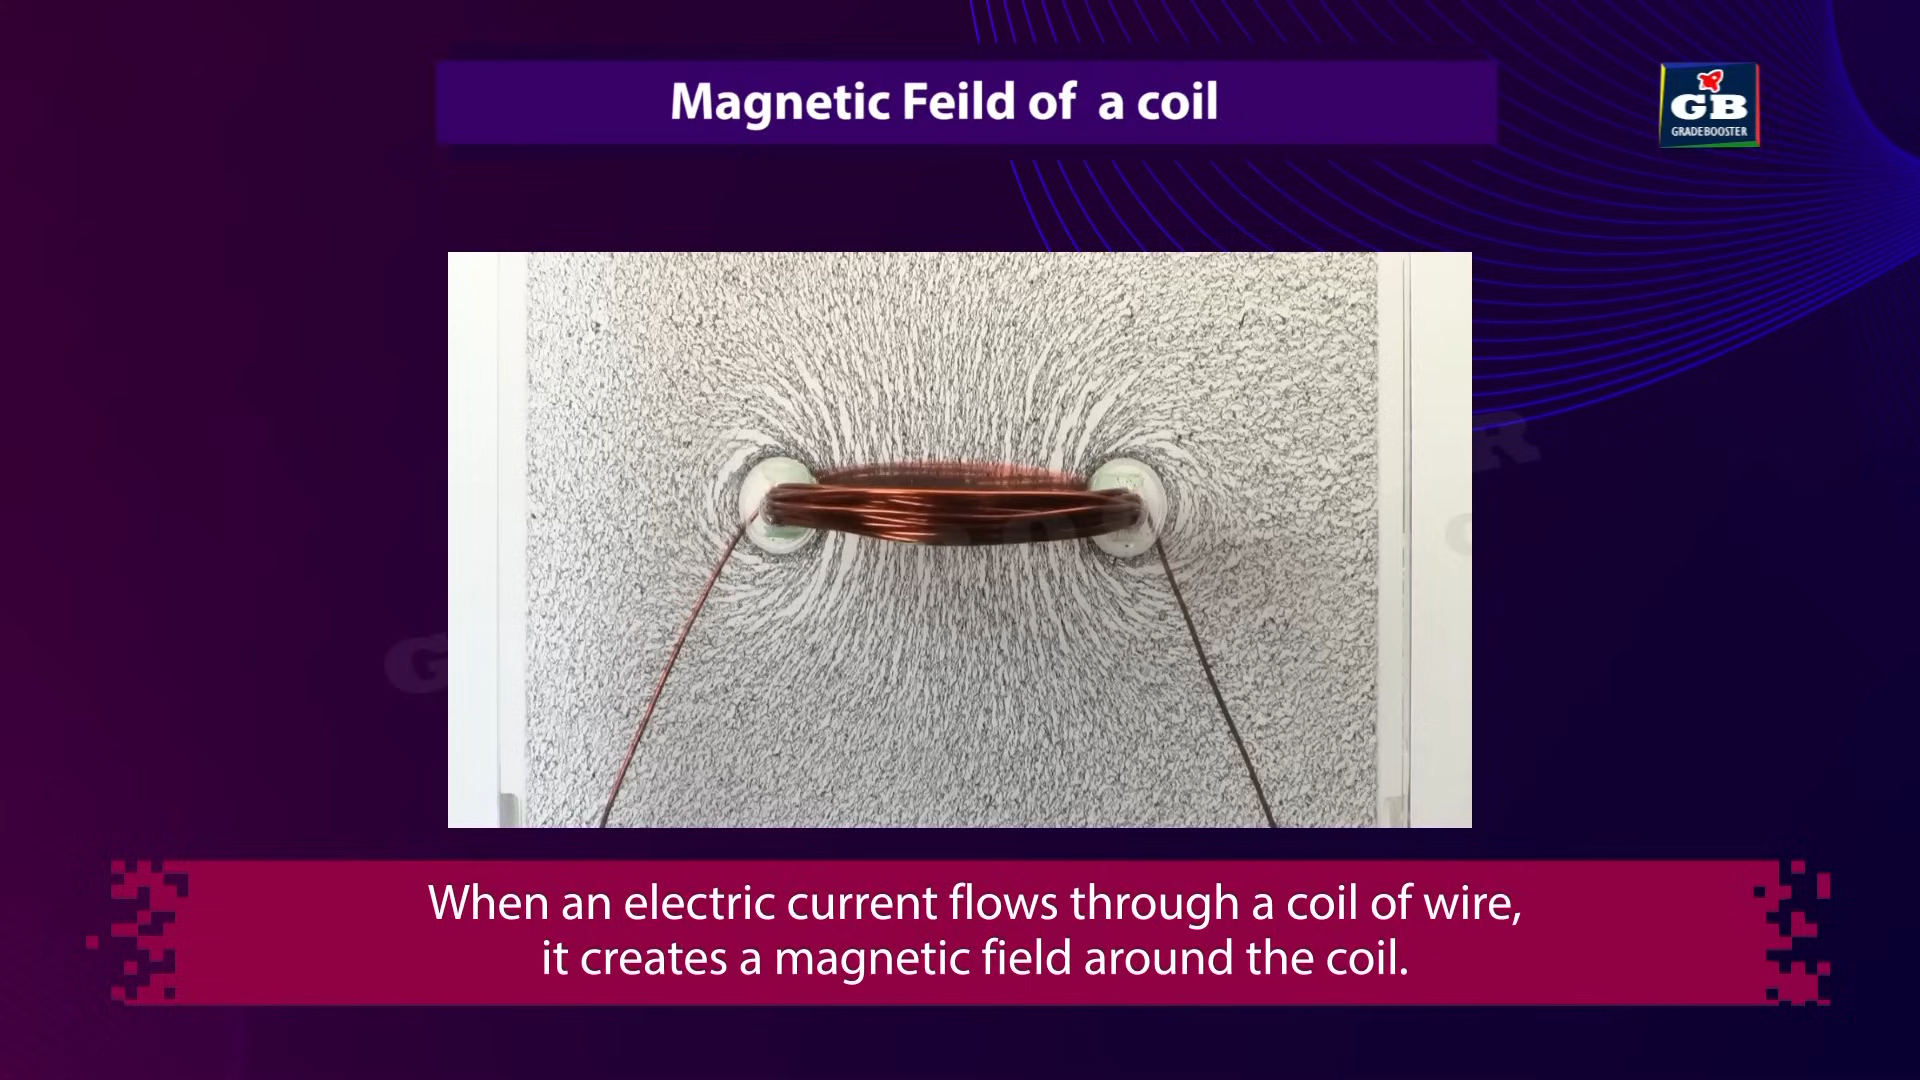 Magnetic Feild of a coil
GB
GRADEBOOSTER
When an electric current flows through a coil of wire,
it creates a magnetic field around the coil.